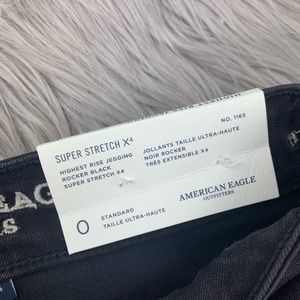 SUPER STRETCH X⁴
HIGHEST RISE JEGGING
ROCKER BLACK
SUPER STRETCH X4
NO. 1165
JOLLANTS TAILLE ULTRA-HAUTE
NOIR ROCKER
TRÈS EXTENSIBLE X4
0
STANDARD
TAILLE ULTRA-HAUTE
AMERICAN EAGLE
OUTFITTERS
EAG
S